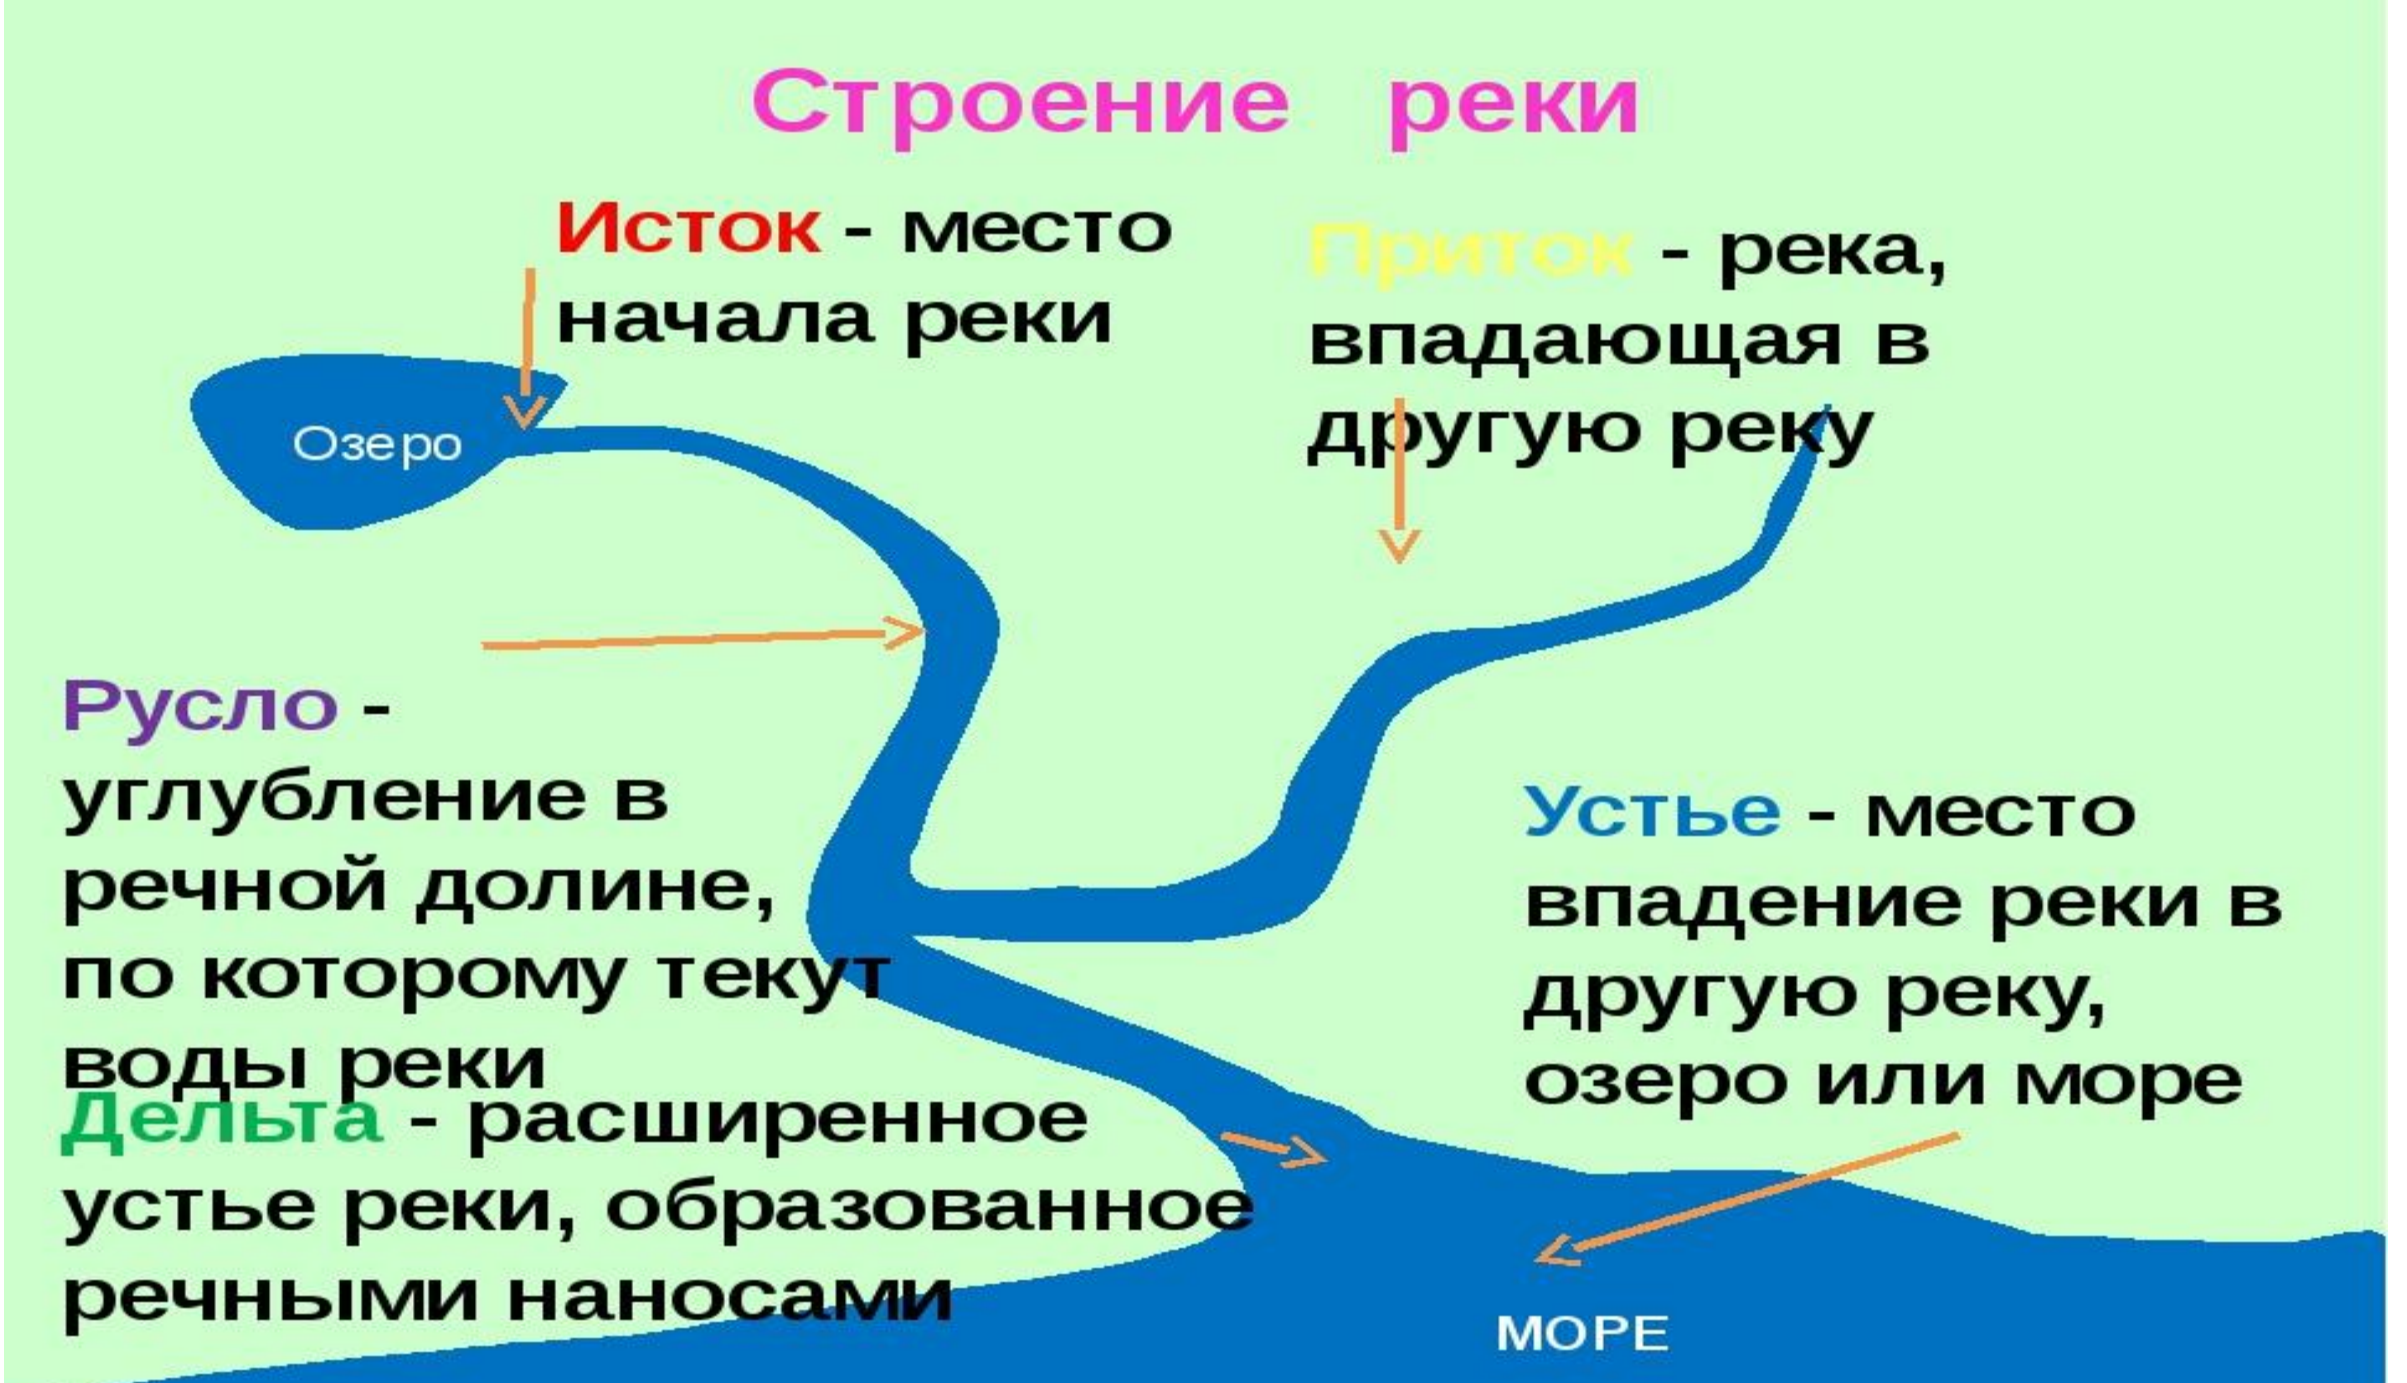 Строение реки
Исток - место
начала реки
Приток - река,
впадающая в
другую реку
Озеро
Русло -
углубление в
речной долине,
по которому текут
воды реки
Устье - место
впадение реки в
другую реку,
озеро или море
Дельта - расширенное
устье реки, образованное
речными наносами
МОРЕ